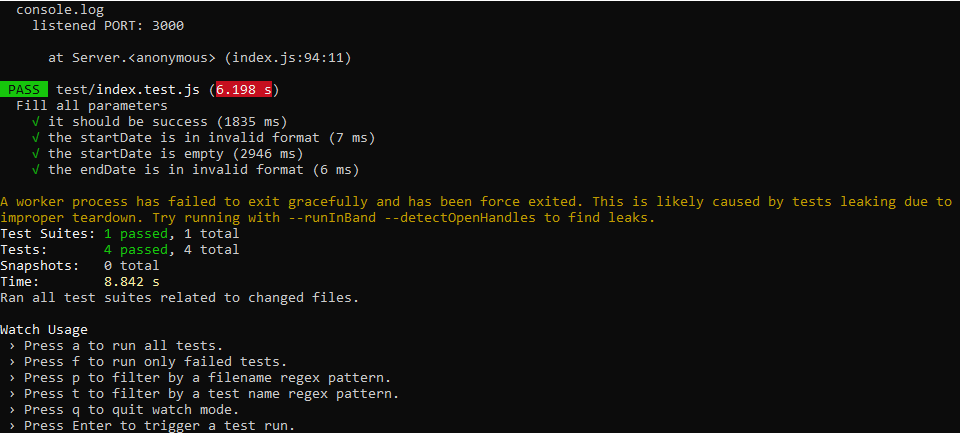 console.log
listened PORT: 3000
at Server.<anonymous> (index.js:94:11)
PASS test/index.test.js (6.198 s)
Fill all parameters
√ it should be success (1835 ms)
√ the startDate is in invalid format (7 ms)
√ the startDate is empty (2946 ms)
√ the endDate is in invalid format (6 ms)
A worker process has failed to exit gracefully and has been force exited. This is likely caused by tests leaking due to
improper teardown. Try running with --runInBand --detectOpenHandles to find leaks.
Test Suites: 1 passed, 1 total
Tests: 4 passed, 4 total
Snapshots: 0 total
Time: 8.842 s
Ran all test suites related to changed files.
Watch Usage
› Press a to run all tests.
› Press f to run only failed tests.
› Press p to filter by a filename regex pattern.
› Press t to filter by a test name regex pattern.
› Press q to quit watch mode.
› Press Enter to trigger a test run.